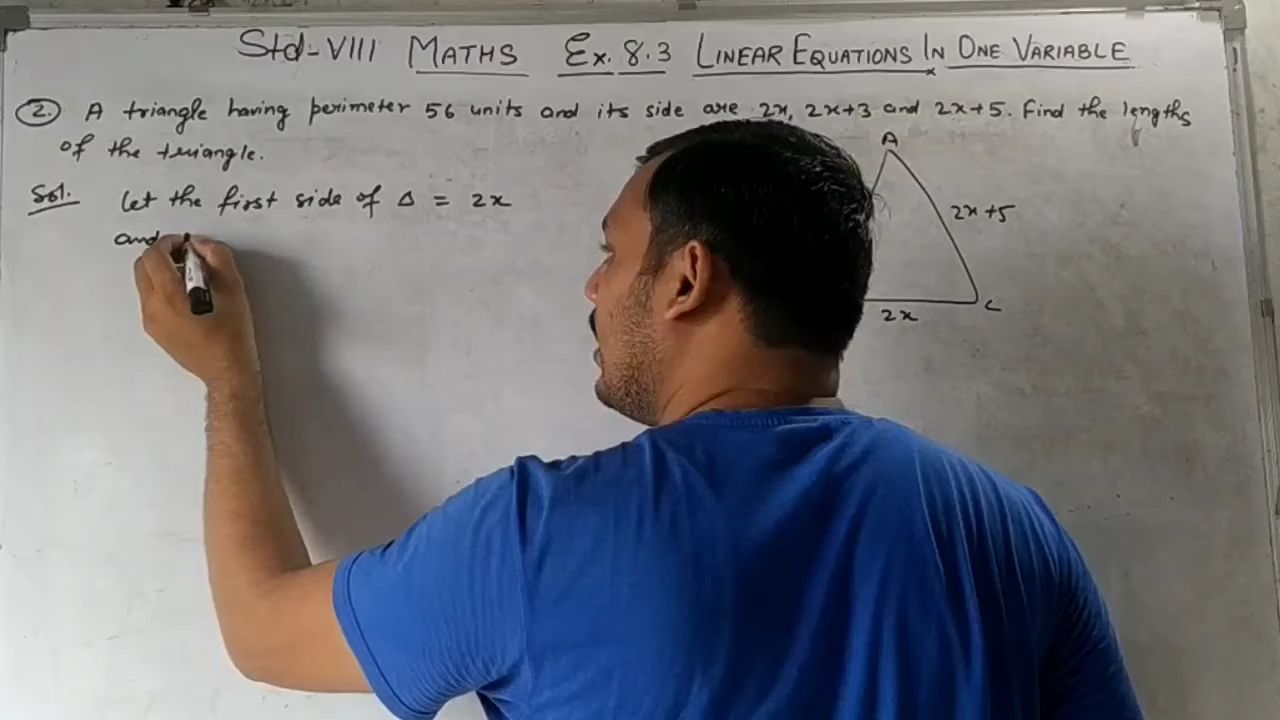 Std-VIII MATHS Ex. 8.3 LINEAR EQUATIONS IN ONE VARIABLE
2. A triangle having perimeter 56 units and its side are 2x, 2x+3 and 2x+5. Find the lengths
of the triangle.
Sol. Let the first side of Δ = 2x
and
A
2x+5
2x
C